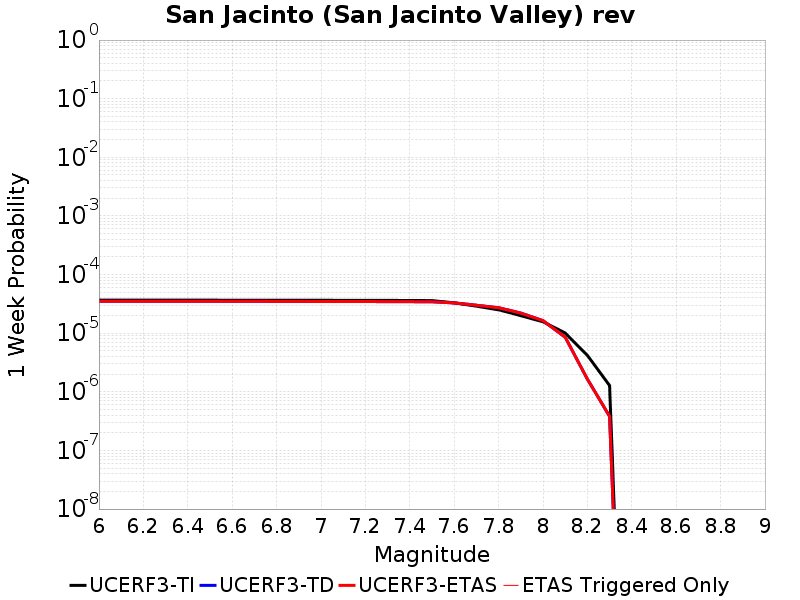 San Jacinto (San Jacinto Valley) rev
10^0
10^-1
10^-2
10^-3
10^-4
10^-5
10^-6
10^-7
10^-8
1 Week Probability
6 6.2 6.4 6.6 6.8 7 7.2 7.4 7.6 7.8 8 8.2 8.4 8.6 8.8 9
Magnitude
UCERF3-TI UCERF3-TD UCERF3-ETAS ETAS Triggered Only